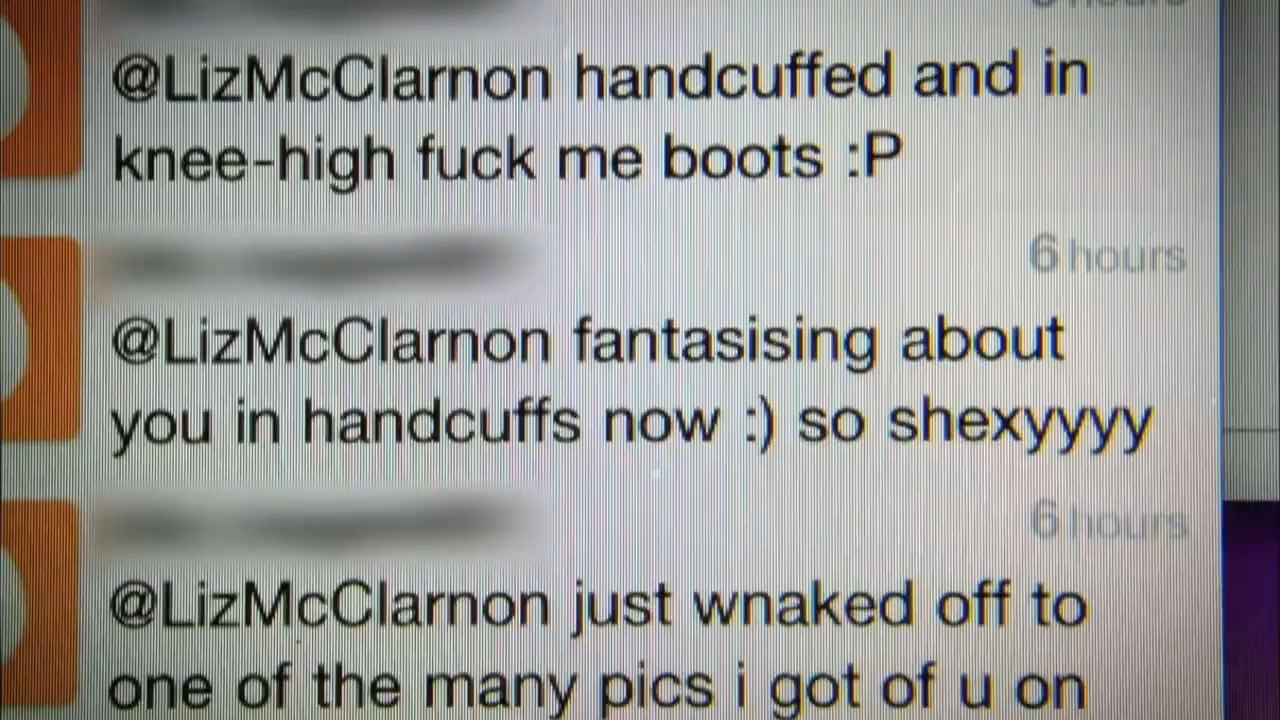 @LizMcClarnon handcuffed and in
knee-high fuck me boots :P
6 hours
@LizMcClarnon fantasising about
you in handcuffs now :) so shexyyyy
6 hours
@LizMcClarnon just wnaked off to
one of the many pics i got of u on